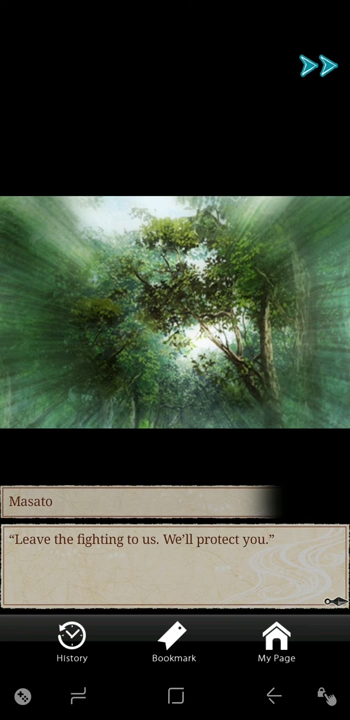 Masato
“Leave the fighting to us. We’ll protect you.”
History
Bookmark
My Page